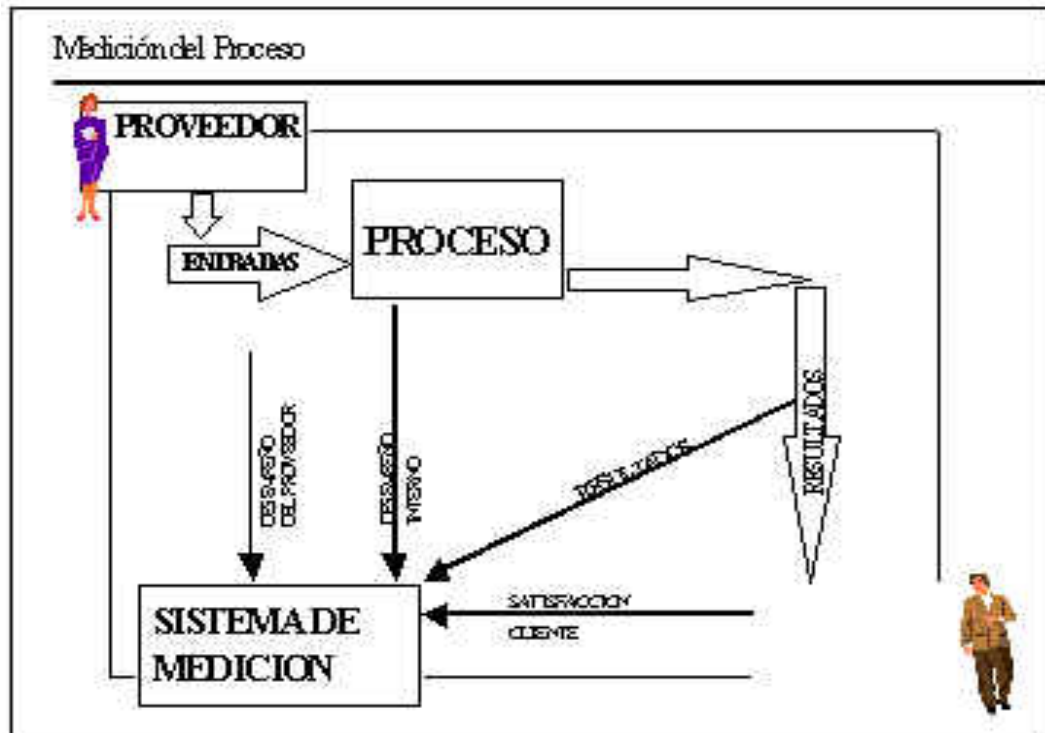 Medición del Proceso
PROVEEDOR
PROCESO
ENTRADAS
DESEMPEÑO
DEL PROVEEDOR
DESEMPEÑO
INTERNO
RESULTADOS
RESULTADOS
SATISFACCION
CLIENTE
SISTEMA DE
MEDICION